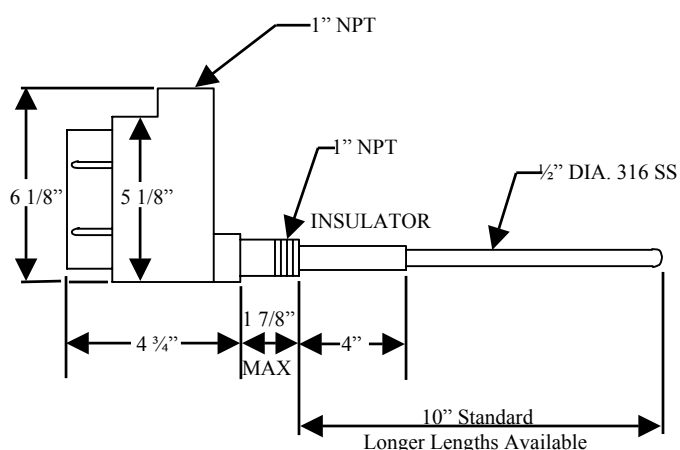 1” NPT
1” NPT
½” DIA. 316 SS
6 1/8”
5 1/8”
INSULATOR
1 7/8”
4 ¾”
4”
MAX
10” Standard
Longer Lengths Available